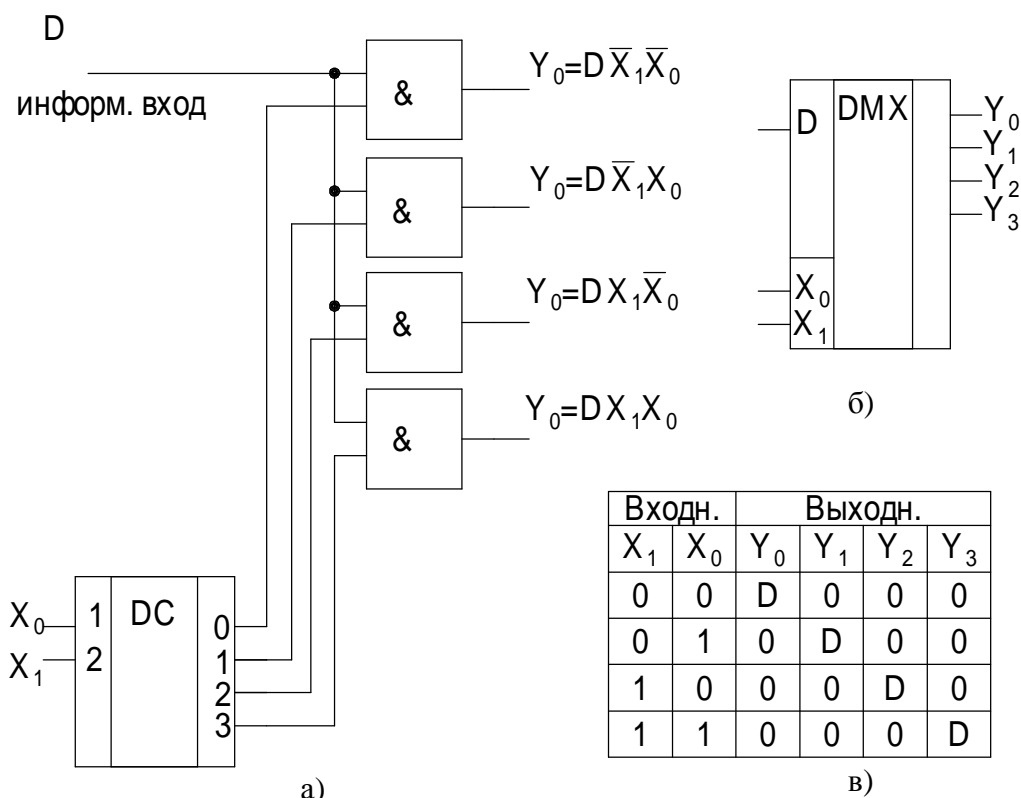 D
информ. вход
&
Y₀=DX̅₁X̅₀
&
Y₀=DX̅₁X₀
&
Y₀=DX₁X̅₀
&
Y₀=DX₁X₀
X₀ 1 DC 0
X₁ 2 1
2
3
а)
D DMX Y₀
Y₁
Y₂
Y₃
X₀
X₁
б)
Входн. Выходн.
X₁ X₀ Y₀ Y₁ Y₂ Y₃
0 0 D 0 0 0
0 1 0 D 0 0
1 0 0 0 D 0
1 1 0 0 0 D
в)